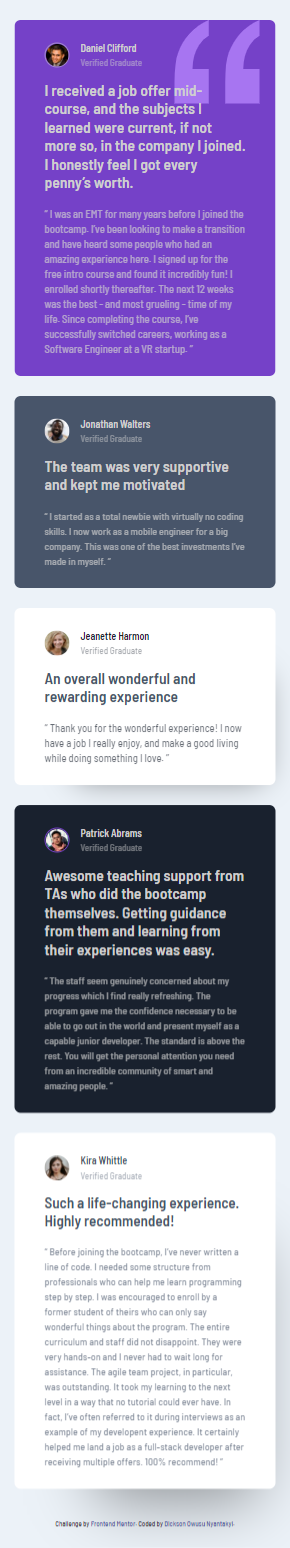 Daniel Clifford
Verified Graduate
I received a job offer mid-
course, and the subjects I
learned were current, if not
more so, in the company I joined.
I honestly feel I got every
penny’s worth.
“ I was an EMT for many years before I joined the
bootcamp. I’ve been looking to make a transition
and have heard some people who had an
amazing experience here. I signed up for the
free intro course and found it incredibly fun! I
enrolled shortly thereafter. The next 12 weeks
was the best - and most grueling - time of my
life. Since completing the course, I’ve
successfully switched careers, working as a
Software Engineer at a VR startup. ”
Jonathan Walters
Verified Graduate
The team was very supportive
and kept me motivated
“ I started as a total newbie with virtually no coding
skills. I now work as a mobile engineer for a big
company. This was one of the best investments I’ve
made in myself. ”
Jeanette Harmon
Verified Graduate
An overall wonderful and
rewarding experience
“ Thank you for the wonderful experience! I now
have a job I really enjoy, and make a good living
while doing something I love. ”
Patrick Abrams
Verified Graduate
Awesome teaching support from
TAs who did the bootcamp
themselves. Getting guidance
from them and learning from
their experiences was easy.
“ The staff seem genuinely concerned about my
progress which I find really refreshing. The
program gave me the confidence necessary to be
able to go out in the world and present myself as a
capable junior developer. The standard is above the
rest. You will get the personal attention you need
from an incredible community of smart and
amazing people. ”
Kira Whittle
Verified Graduate
Such a life-changing experience.
Highly recommended!
“ Before joining the bootcamp, I’ve never written a
line of code. I needed some structure from
professionals who can help me learn programming
step by step. I was encouraged to enroll by a
former student of theirs who can only say
wonderful things about the program. The entire
curriculum and staff did not disappoint. They were
very hands-on and I never had to wait long for
assistance. The agile team project, in particular,
was outstanding. It took my learning to the next
level in a way that no tutorial could ever have. In
fact, I’ve often referred to it during interviews as an
example of my developent experience. It certainly
helped me land a job as a full-stack developer after
receiving multiple offers. 100% recommend! ”
Challenge by Frontend Mentor. Coded by Dickson Owusu Nyantakyi.